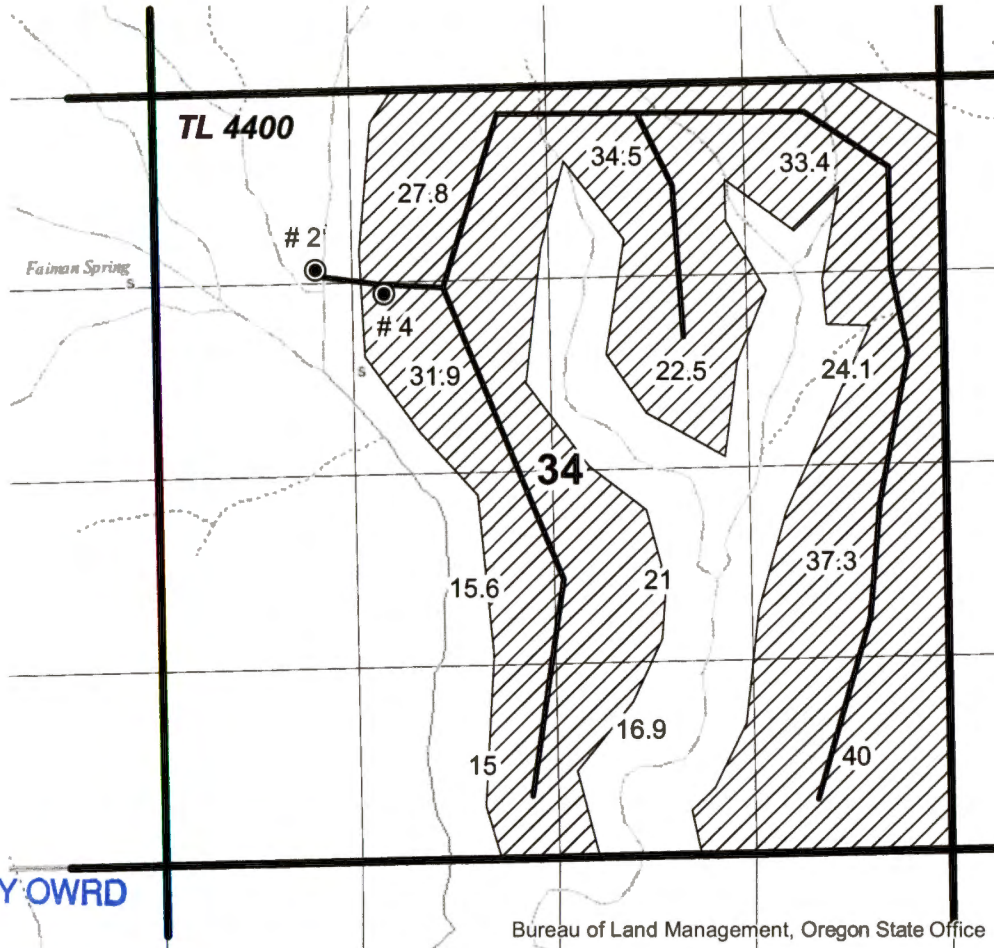 TL 4400
34.5
33.4
27.8
# 2
Faiman Spring
s
# 4
s
31.9
22.5
24.1
34
37.3
15.6
21
16.9
15
40
Y OWRD
Bureau of Land Management, Oregon State Office